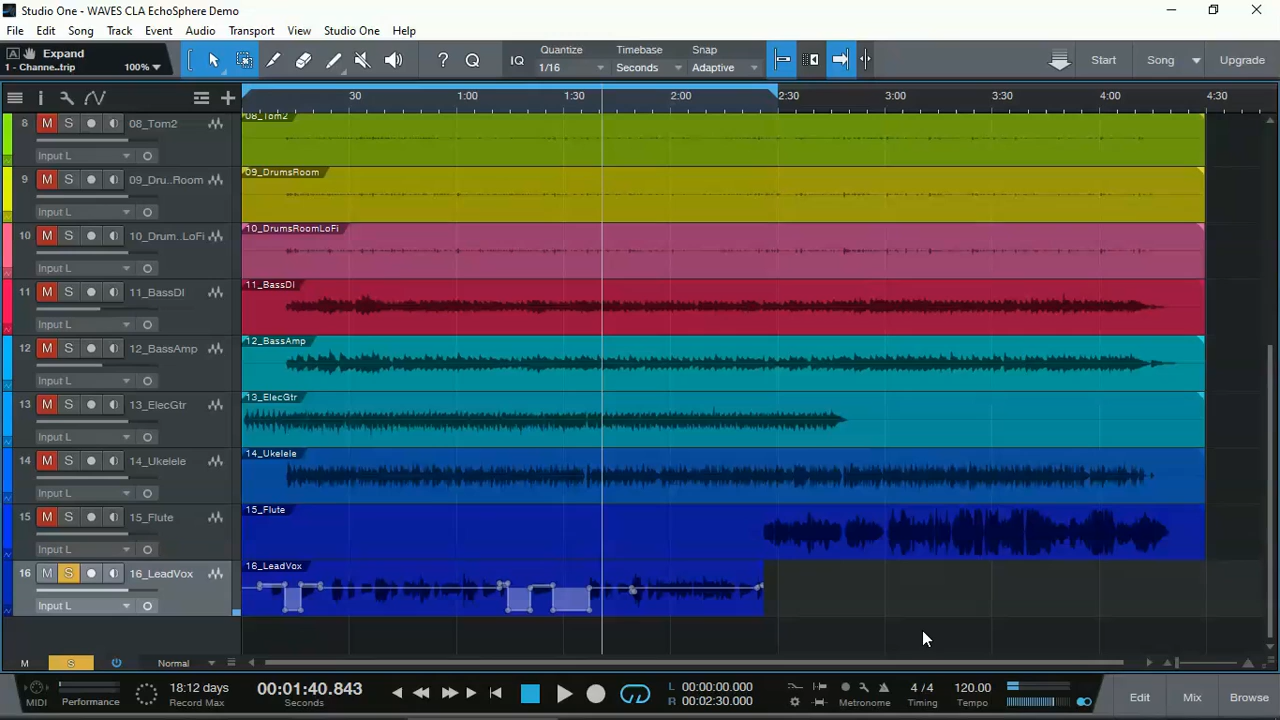 Studio One - WAVES CLA EchoSphere Demo
File Edit Song Track Event Audio Transport View Studio One Help
A Expand
1 - Channe..trip 100%
Quantize
1/16
Timebase
Seconds
Snap
Adaptive
IQ
Start Song Upgrade
30 1:00 1:30 2:00 2:30 3:00 3:30 4:00 4:30
8 M S 08_Tom2
Input L
08_Tom2
9 M S 09_Dru..Room
Input L
09_DrumsRoom
10 M S 10_Drum..LoFi
Input L
10_DrumsRoomLoFi
11 M S 11_BassDI
Input L
11_BassDI
12 M S 12_BassAmp
Input L
12_BassAmp
13 M S 13_ElecGtr
Input L
13_ElecGtr
14 M S 14_Ukelele
Input L
14_Ukelele
15 M S 15_Flute
Input L
15_Flute
16 M S 16_LeadVox
Input L
16_LeadVox
M S Normal
MIDI
Performance
18:12 days
Record Max
00:01:40.843
Seconds
L 00:00:00.000
R 00:02:30.000
Metronome
4 / 4
Timing
120.00
Tempo
Edit Mix Browse